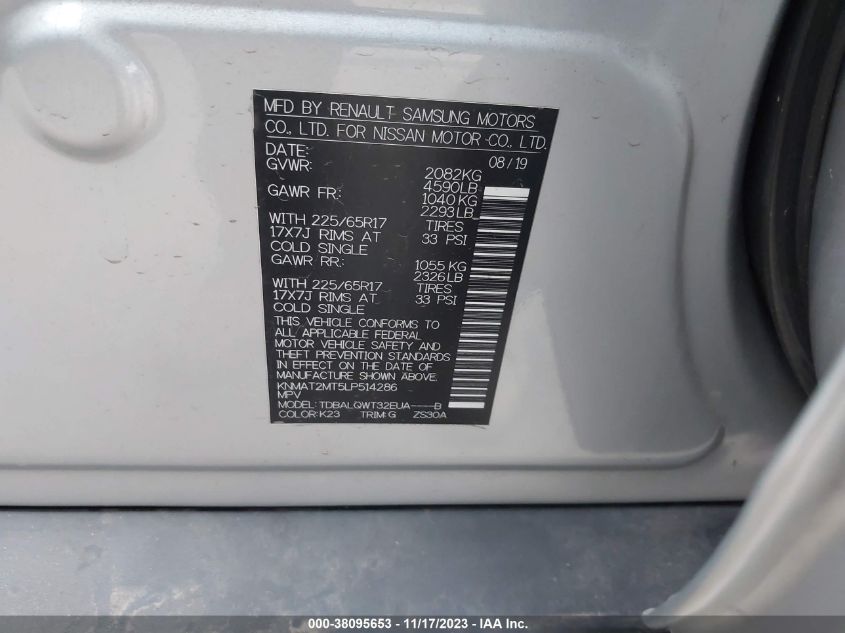 MFD BY RENAULT SAMSUNG MOTORS
CO., LTD. FOR NISSAN MOTOR CO., LTD.
DATE: 08/19
GVWR: 2082KG
4590LB
GAWR FR: 1040KG
2293LB
WITH 225/65R17 TIRES
17X7J RIMS AT 33 PSI
COLD SINGLE
GAWR RR: 1055KG
2326LB
WITH 225/65R17 TIRES
17X7J RIMS AT 33 PSI
COLD SINGLE
THIS VEHICLE CONFORMS TO
ALL APPLICABLE FEDERAL
MOTOR VEHICLE SAFETY AND
THEFT PREVENTION STANDARDS
IN EFFECT ON THE DATE OF
MANUFACTURE SHOWN ABOVE.
KNMAT2MT5LP514286
MPV
MODEL: TDBALQWT32EUA----B
COLOR: K23 TRIM: G ZS30A
000-38095653 - 11/17/2023 - IAA Inc.